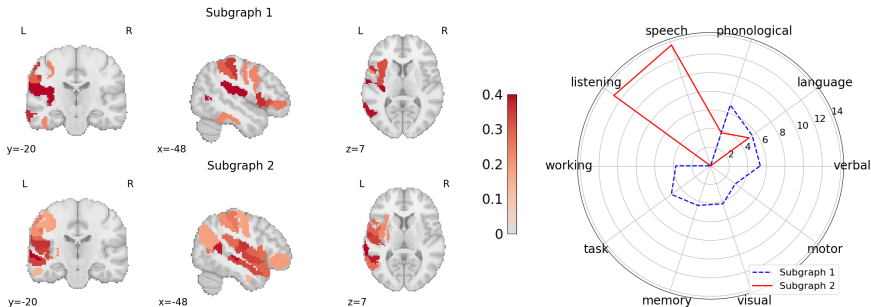 Subgraph 1
L R
L R
y=-20
x=-48
z=7
Subgraph 2
L R
L R
y=-20
x=-48
z=7
0.4
0.3
0.2
0.1
0
speech
phonological
listening
language
working
verbal
task
motor
memory
visual
2
4
6
8
10
12
14
Subgraph 1
Subgraph 2